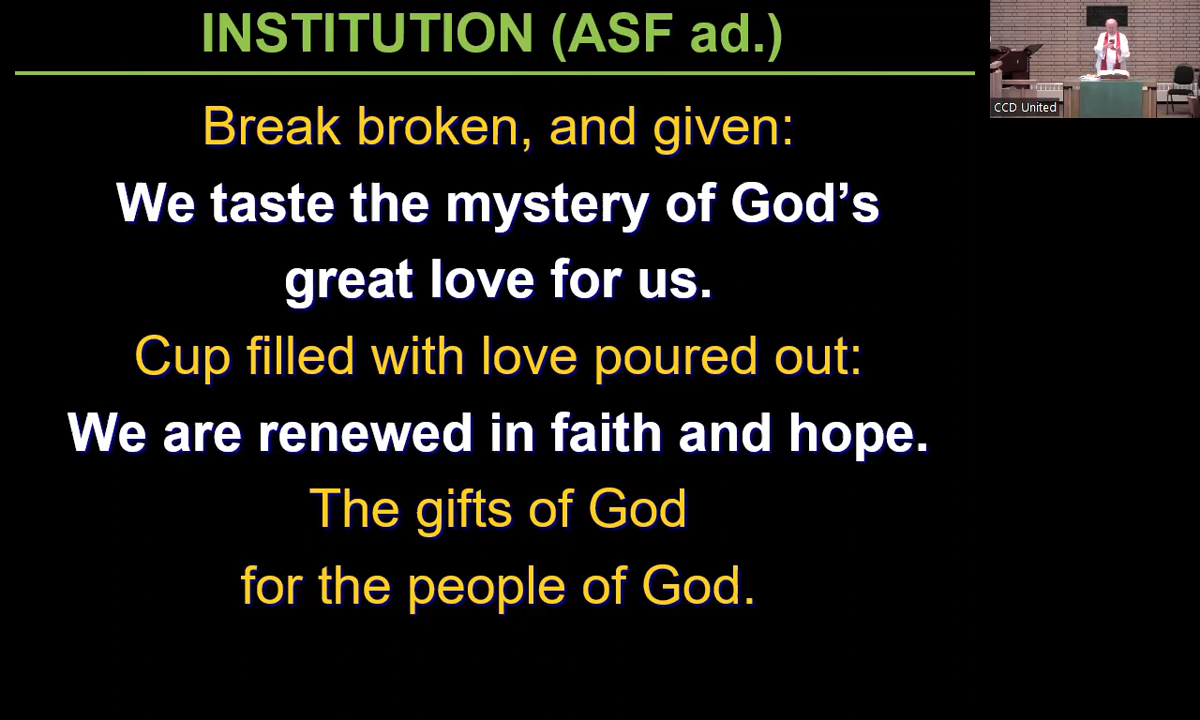 INSTITUTION (ASF ad.)
Break broken, and given:
We taste the mystery of God’s
great love for us.
Cup filled with love poured out:
We are renewed in faith and hope.
The gifts of God
for the people of God.
CCD United